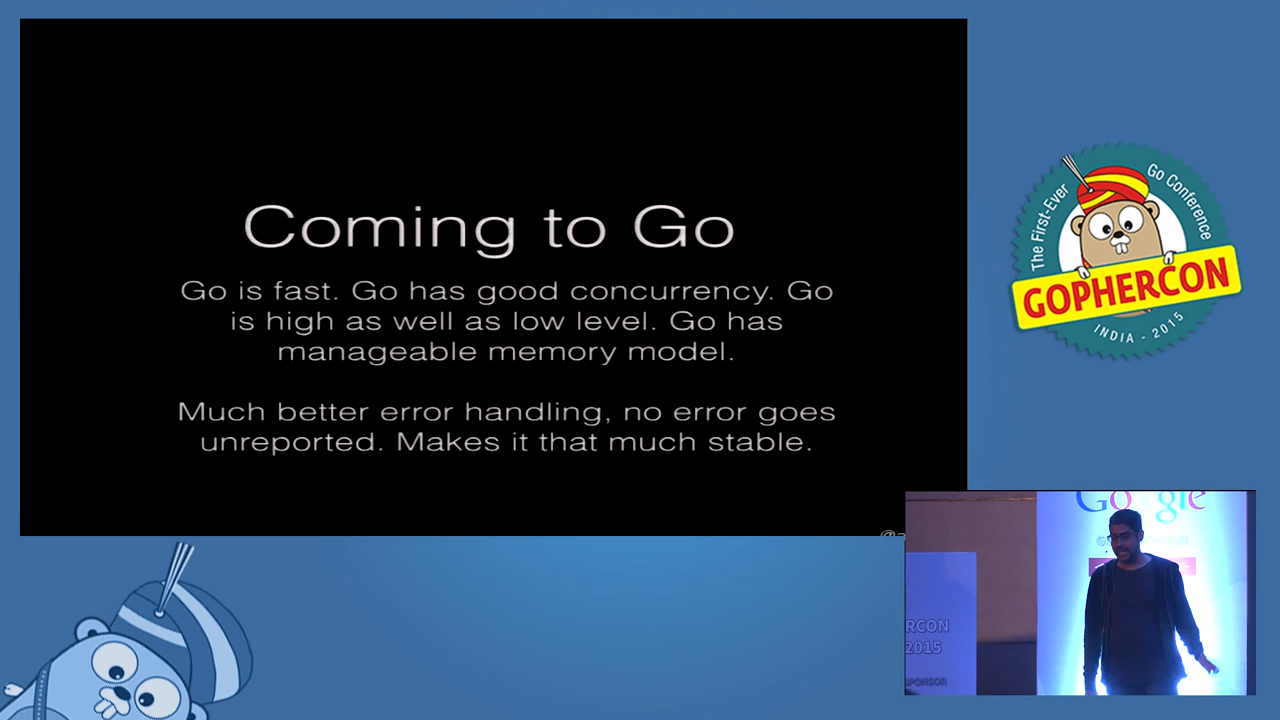 Coming to Go
Go is fast. Go has good concurrency. Go
is high as well as low level. Go has
manageable memory model.
Much better error handling, no error goes
unreported. Makes it that much stable.
The First-Ever
Go Conference
GOPHERCON
INDIA - 2015
Google
RCON
2015
SPONSOR